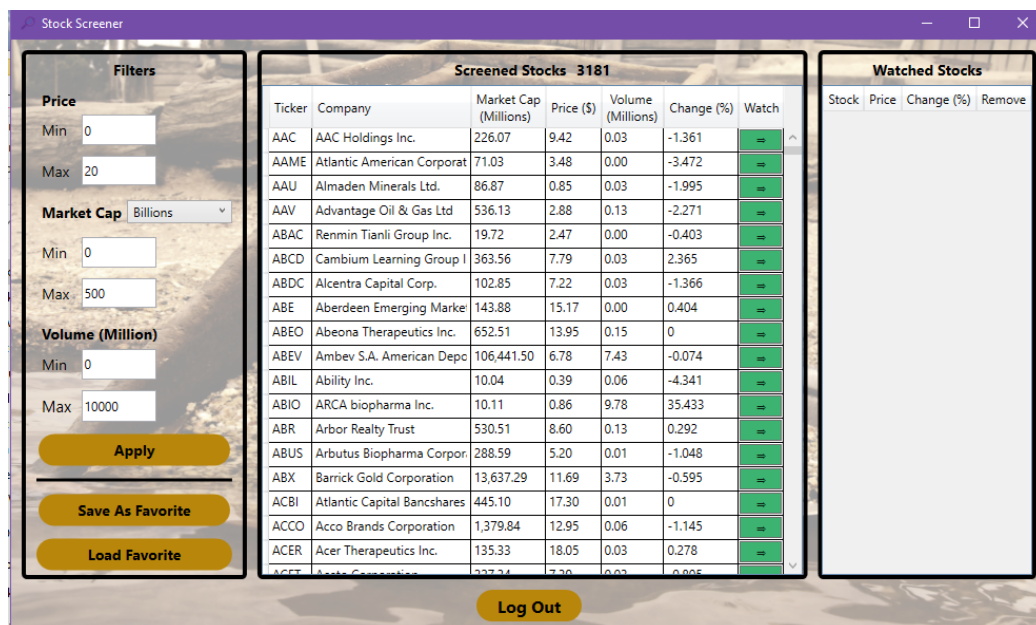 Stock Screener
Filters
Price
Min 0
Max 20
Market Cap Billions
Min 0
Max 500
Volume (Million)
Min 0
Max 10000
Apply
Save As Favorite
Load Favorite
Screened Stocks 3181
Ticker Company Market Cap (Millions) Price ($) Volume (Millions) Change (%) Watch
AAC AAC Holdings Inc. 226.07 9.42 0.03 -1.361 ⇒
AAME Atlantic American Corporat 71.03 3.48 0.00 -3.472 ⇒
AAU Almaden Minerals Ltd. 86.87 0.85 0.03 -1.995 ⇒
AAV Advantage Oil & Gas Ltd 536.13 2.88 0.13 -2.271 ⇒
ABAC Renmin Tianli Group Inc. 19.72 2.47 0.00 -0.403 ⇒
ABCD Cambium Learning Group I 363.56 7.79 0.03 2.365 ⇒
ABDC Alcentra Capital Corp. 102.85 7.22 0.03 -1.366 ⇒
ABE Aberdeen Emerging Market 143.88 15.17 0.00 0.404 ⇒
ABEO Abeona Therapeutics Inc. 652.51 13.95 0.15 0 ⇒
ABEV Ambev S.A. American Depo 106,441.50 6.78 7.43 -0.074 ⇒
ABIL Ability Inc. 10.04 0.39 0.06 -4.341 ⇒
ABIO ARCA biopharma Inc. 10.11 0.86 9.78 35.433 ⇒
ABR Arbor Realty Trust 530.51 8.60 0.13 0.292 ⇒
ABUS Arbutus Biopharma Corpor 288.59 5.20 0.01 -1.048 ⇒
ABX Barrick Gold Corporation 13,637.29 11.69 3.73 -0.595 ⇒
ACBI Atlantic Capital Bancshares 445.10 17.30 0.01 0 ⇒
ACCO Acco Brands Corporation 1,379.84 12.95 0.06 -1.145 ⇒
ACER Acer Therapeutics Inc. 135.33 18.05 0.03 0.278 ⇒
Watched Stocks
Stock Price Change (%) Remove
Log Out